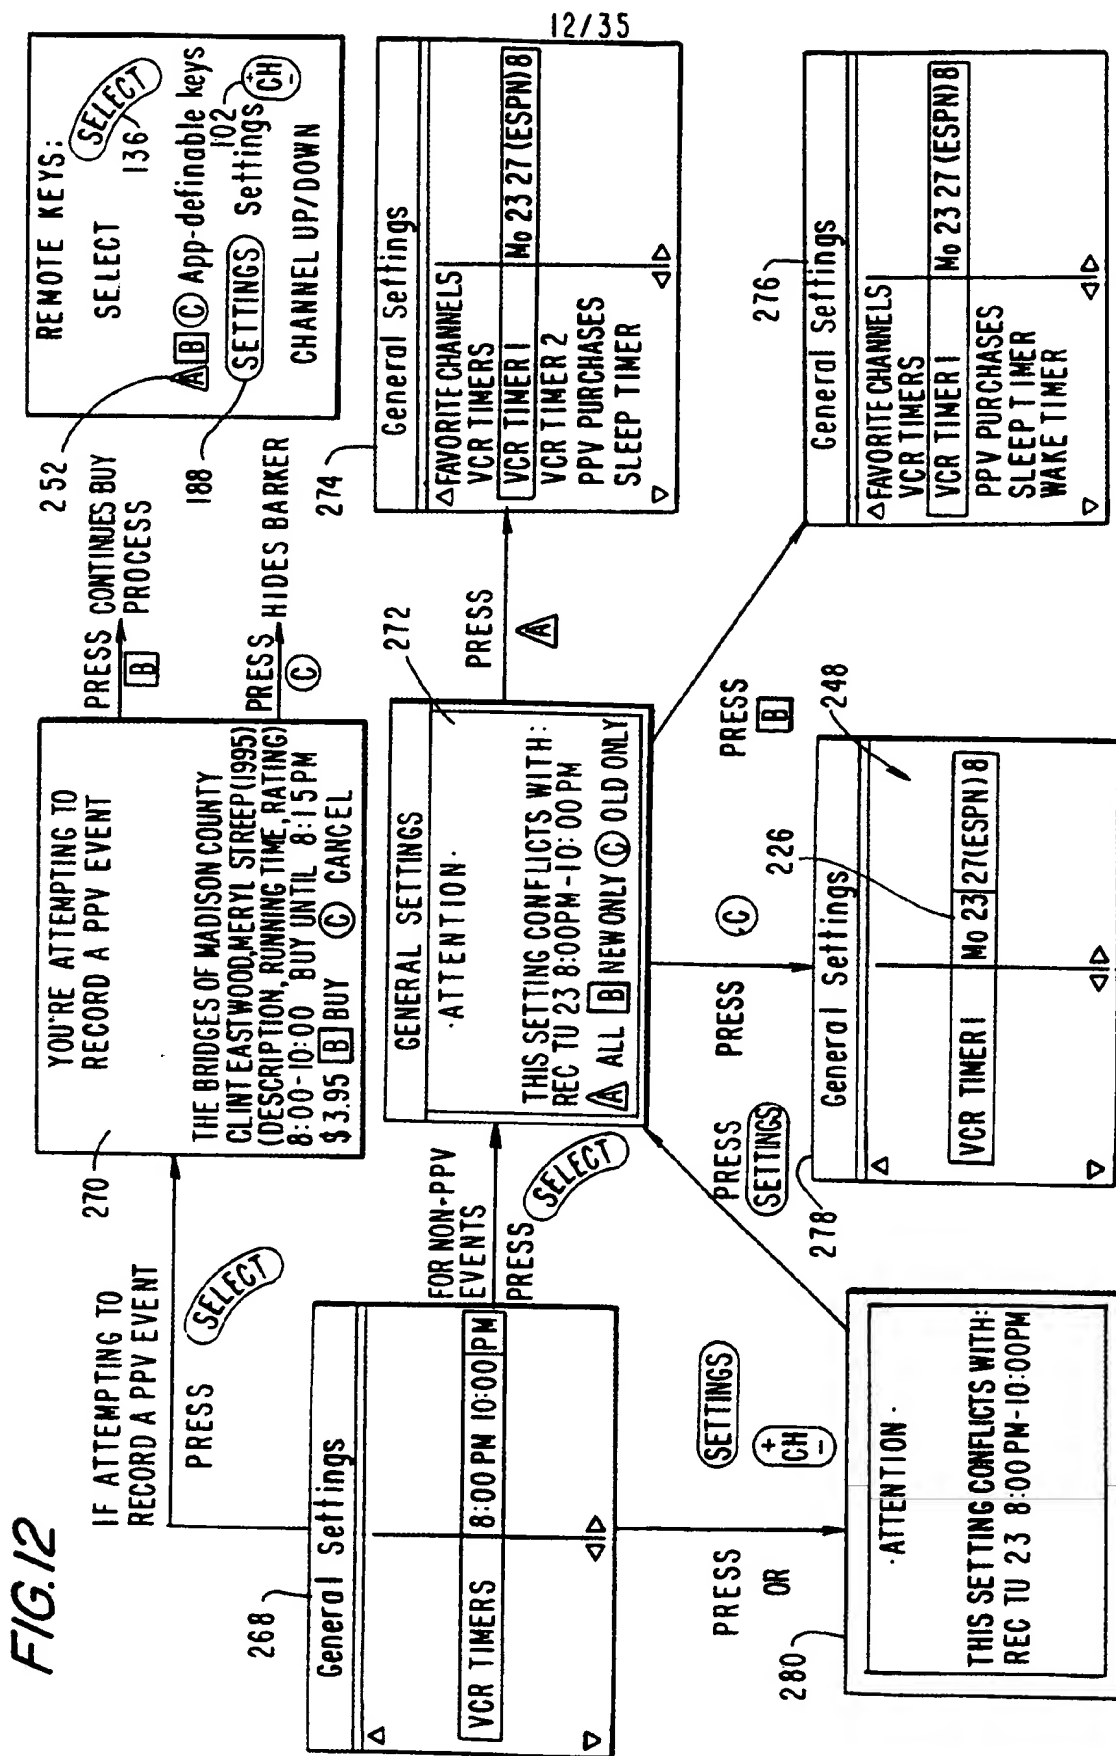 12/35
FIG.12
IF ATTEMPTING TO
RECORD A PPV EVENT
PRESS
SELECT
270
YOU'RE ATTEMPTING TO
RECORD A PPV EVENT
THE BRIDGES OF MADISON COUNTY
CLINT EASTWOOD,MERYL STREEP(1995)
(DESCRIPTION,RUNNING TIME,RATING)
8:00-10:00 BUY UNTIL 8:15PM
$3.95 B BUY C CANCEL
PRESS CONTINUES BUY
B PROCESS
PRESS HIDES BARKER
C
REMOTE KEYS:
SELECT SELECT
136
252
A B C App-definable keys
188
SETTINGS Settings
102
CHANNEL UP/DOWN
+
CH
-
268
General Settings
VCR TIMERS 8:00 PM 10:00 PM
FOR NON-PPV
EVENTS
PRESS
SELECT
272
GENERAL SETTINGS
·ATTENTION·
THIS SETTING CONFLICTS WITH:
REC TU 23 8:00PM-10:00PM
A ALL B NEW ONLY C OLD ONLY
PRESS
A
274
General Settings
FAVORITE CHANNELS
VCR TIMERS
VCR TIMER 1 Mo 23 27 (ESPN) 8
VCR TIMER 2
PPV PURCHASES
SLEEP TIMER
PRESS
OR
SETTINGS
+
CH
-
280
·ATTENTION·
THIS SETTING CONFLICTS WITH:
REC TU 23 8:00PM-10:00PM
PRESS
SETTINGS
PRESS
C
PRESS
B
278
General Settings
226
248
VCR TIMER 1 Mo 23 27(ESPN) 8
276
General Settings
FAVORITE CHANNELS
VCR TIMERS
VCR TIMER 1 Mo 23 27 (ESPN) 8
PPV PURCHASES
SLEEP T IMER
WAKE TIMER